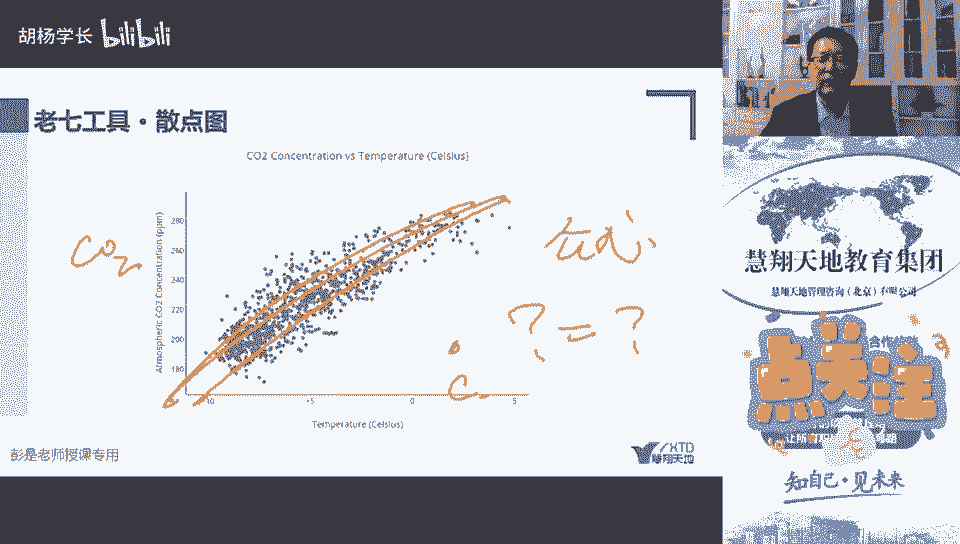 胡杨学长 bilibili
老七工具·散点图
CO2 Concentration vs Temperature (Celsius)
Atmospheric CO2 Concentration (ppm)
280
260
240
220
200
180
-10
-5
0
5
Temperature (Celsius)
CO2
?=?
C
彭是老师授课专用
慧翔天地
慧翔天地教育集团
慧翔天地管理咨询(北京)有限公司
合作
点关注
知自己·见未来